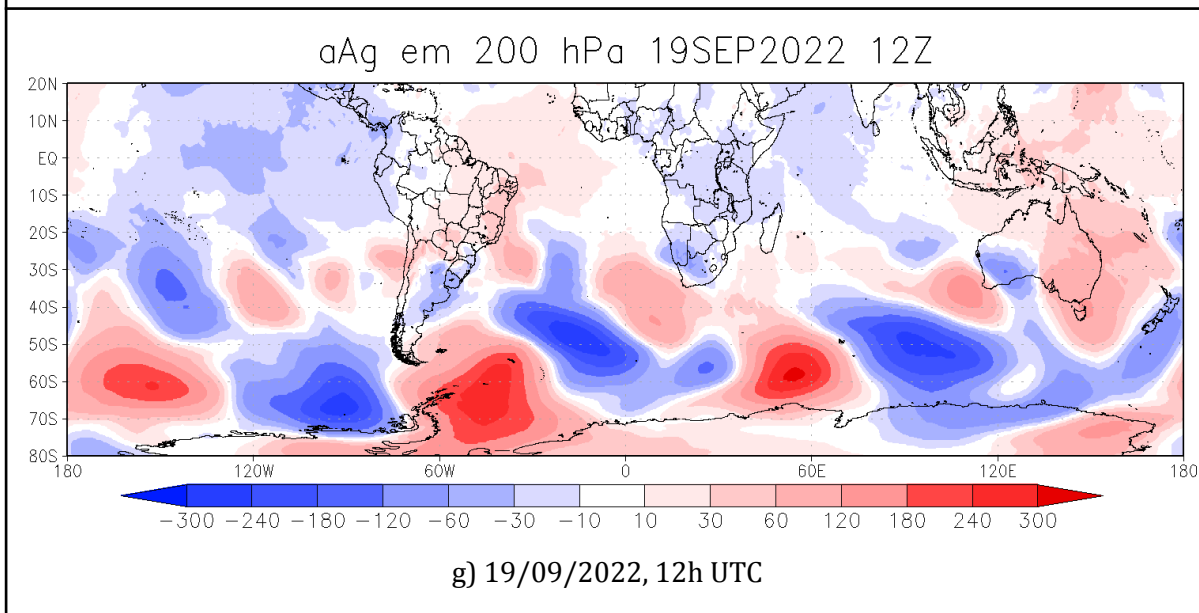 aAg em 200 hPa 19SEP2022 12Z
20N
10N
EQ
10S
20S
30S
40S
50S
60S
70S
80S
180 120W 60W 0 60E 120E 180
−300 −240 −180 −120 −60 −30 −10 10 30 60 120 180 240 300
g) 19/09/2022, 12h UTC